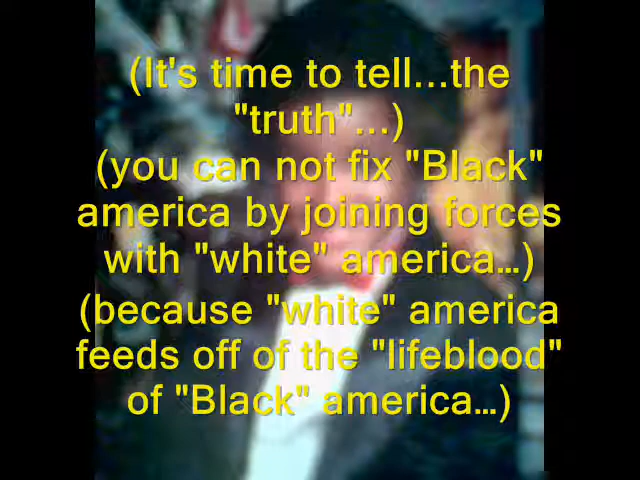 (It's time to tell...the
"truth"...)
(you can not fix "Black"
america by joining forces
with "white" america...)
(because "white" america
feeds off of the "lifeblood"
of "Black" america...)